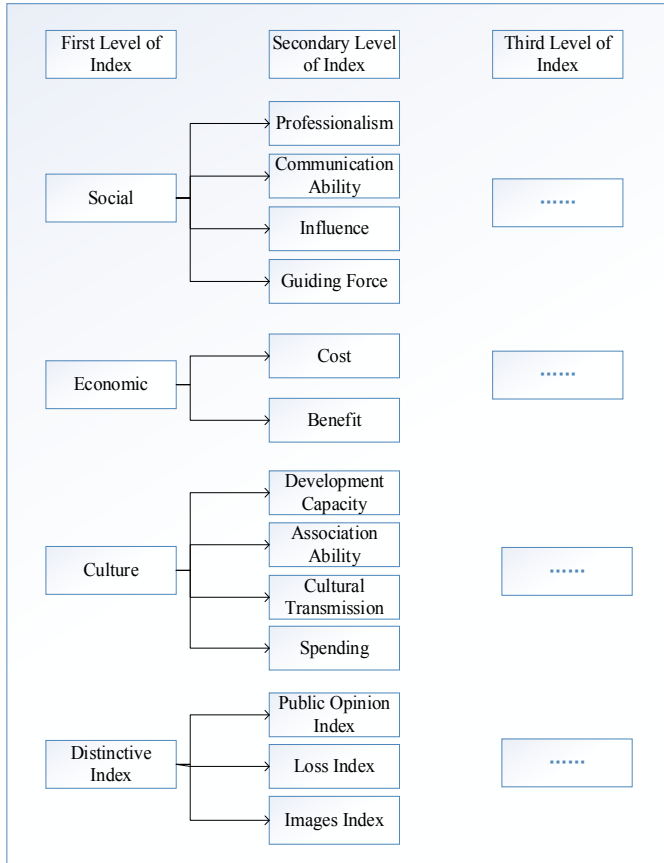 First Level of
Index
Secondary Level
of Index
Third Level of
Index
Social
Professionalism
Communication
Ability
Influence
Guiding Force
......
Economic
Cost
Benefit
......
Culture
Development
Capacity
Association
Ability
Cultural
Transmission
Spending
......
Distinctive
Index
Public Opinion
Index
Loss Index
Images Index
......